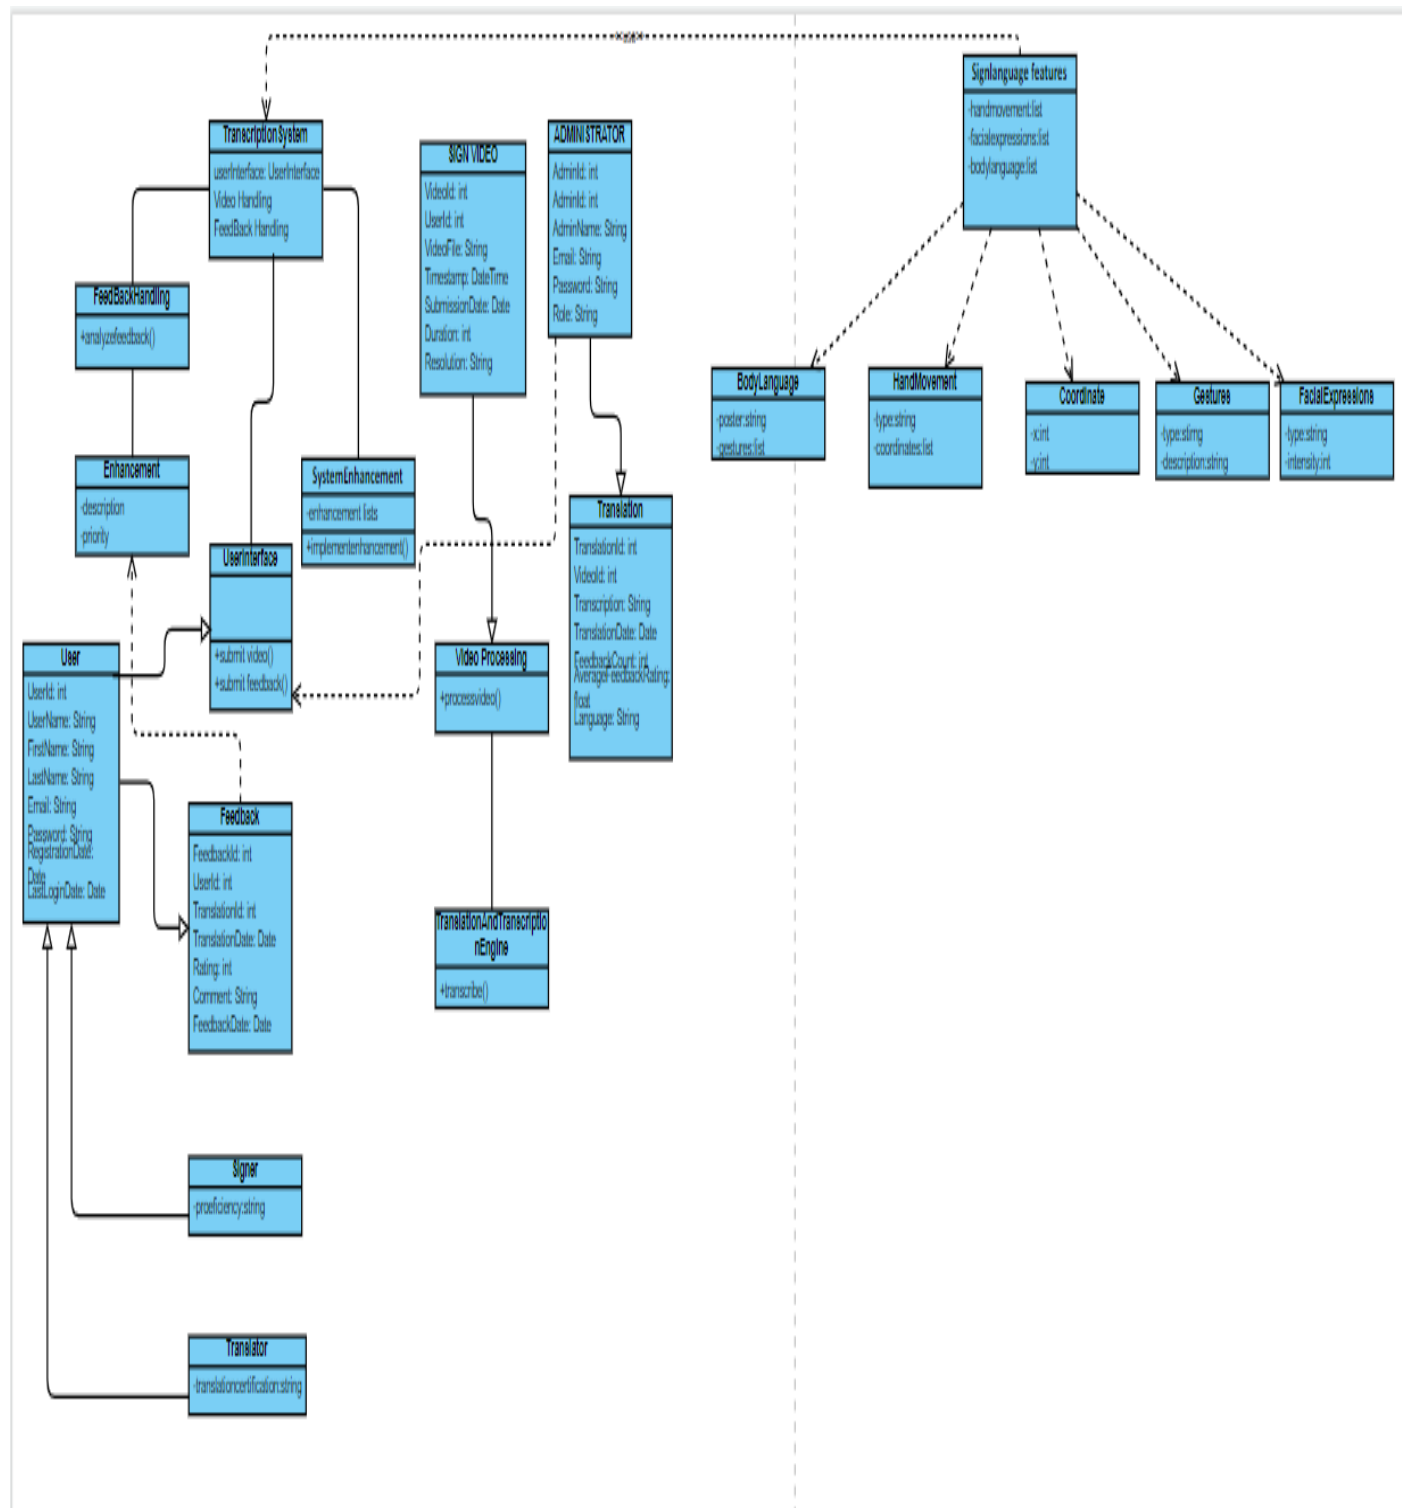 Signlanguage features
-handmovement:list
-facialexpressions:list
-bodylanguage:list
TranscriptionSystem
userInterface: UserInterface
Video Handling
FeedBack Handling
SIGN VIDEO
VideoId: int
UserId: int
VideoFile: String
Timestamp: DateTime
SubmissionDate: Date
Duration: int
Resolution: String
ADMINISTRATOR
AdminId: int
AdminId: int
AdminName: String
Email: String
Password: String
Role: String
FeedBackHandling
+analyzefeedback()
BodyLanguage
-poster:string
-gestures:list
HandMovement
-type:string
-coordinates:list
Coordinate
-x:int
-y:int
Gestures
-type:stirng
-description:string
FacialExpressions
-type:string
-intensity:int
Enhancement
-description
-priority
SystemEnhancement
-enhancement lists
+implementenhancement()
Translation
TranslationId: int
VideoId: int
Transcription: String
TranslationDate: Date
FeedbackCount: int
AverageFeedbackRating:
float
Language: String
UserInterface
+submit video()
+submit feedback()
User
UserId: int
UserName: String
FirstName: String
LastName: String
Email: String
Password: String
RegistrationDate:
Date
LastLoginDate: Date
Video Processing
+processvideo()
Feedback
FeedbackId: int
UserId: int
TranslationId: int
TranslationDate: Date
Rating: int
Comment: String
FeedbackDate: Date
TranslationAndTranscriptio
nEngine
+transcribe()
Signer
-proeficiency:string
Translator
-translationcertification:string